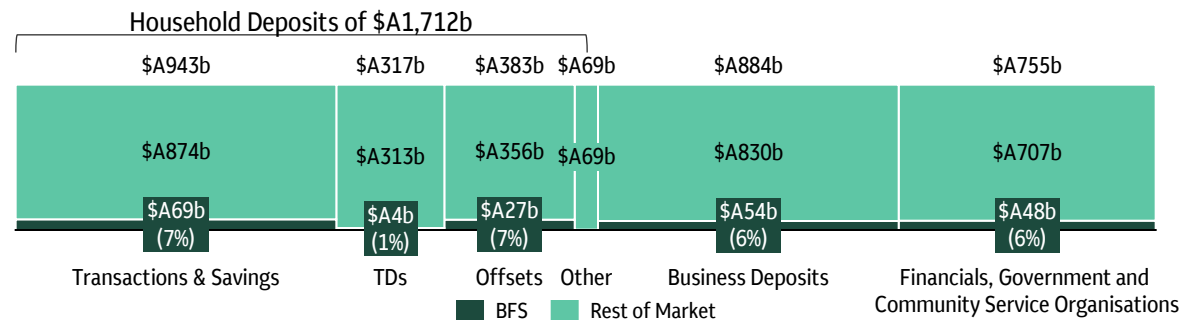 Household Deposits of $A1,712b
$A943b $A317b $A383b $A69b $A884b $A755b
$A874b $A313b $A356b $A69b $A830b $A707b
$A69b $A4b $A27b $A54b $A48b
(7%) (1%) (7%) (6%) (6%)
Transactions & Savings TDs Offsets Other Business Deposits Financials, Government and
Community Service Organisations
BFS Rest of Market